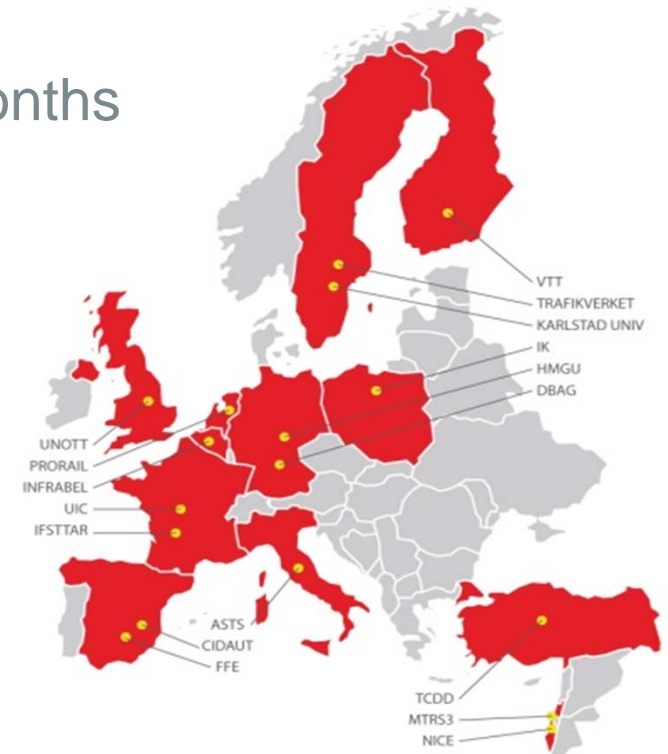 onths
VTT
TRAFIKVERKET
KARLSTAD UNIV
IK
HMGU
DBAG
UNOTT
PRORAIL
INFRABEL
UIC
IFSTTAR
ASTS
CIDAUT
FFE
TCDD
MTRS3
NICE